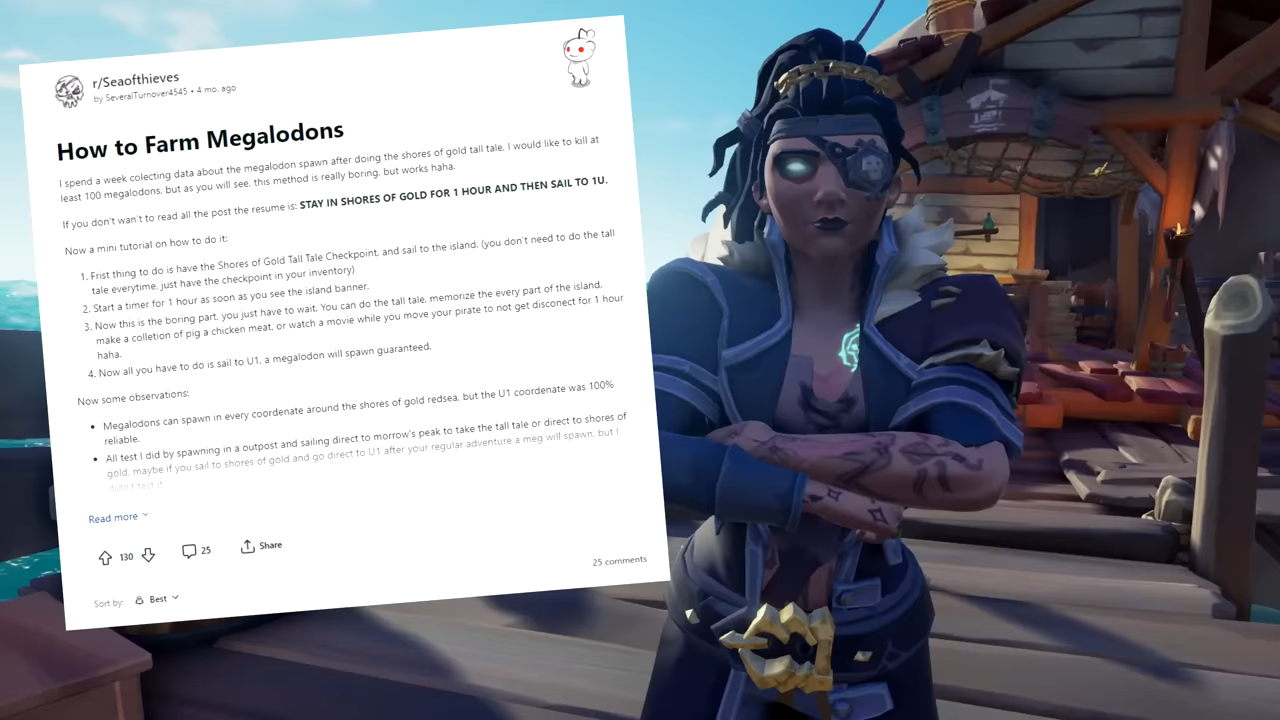 r/Seaofthieves
by SeveralTurnover4545 • 4 mo. ago
How to Farm Megalodons
I spend a week colecting data about the megalodon spawn after doing the shores of gold tall tale, I would like to kill at
least 100 megalodons, but as you will see, this method is really boring, but works haha.
If you don't wan't to read all the post the resume is: STAY IN SHORES OF GOLD FOR 1 HOUR AND THEN SAIL TO 1U.
Now a mini tutorial on how to do it:
1. Frist thing to do is have the Shores of Gold Tall Tale Checkpoint, and sail to the island. (you don't need to do the tall
tale everytime, just have the checkpoint in your inventory)
2. Start a timer for 1 hour as soon as you see the island banner.
3. Now this is the boring part, you just have to wait. You can do the tall tale, memorize the every part of the island,
make a colletion of pig a chicken meat, or watch a movie while you move your pirate to not get disconect for 1 hour
haha.
4. Now all you have to do is sail to U1, a megalodon will spawn guaranteed.
Now some observations:
• Megalodons can spawn in every coordenate around the shores of gold redsea, but the U1 coordenate was 100%
reliable.
• All test I did by spawning in a outpost and sailing direct to morrow's peak to take the tall tale or direct to shores of
gold, maybe if you sail to shores of gold and go direct to U1 after your regular adventure a meg will spawn, but I
didn't test it.
Read more
130
25
Share
25 comments
Sort by: Best